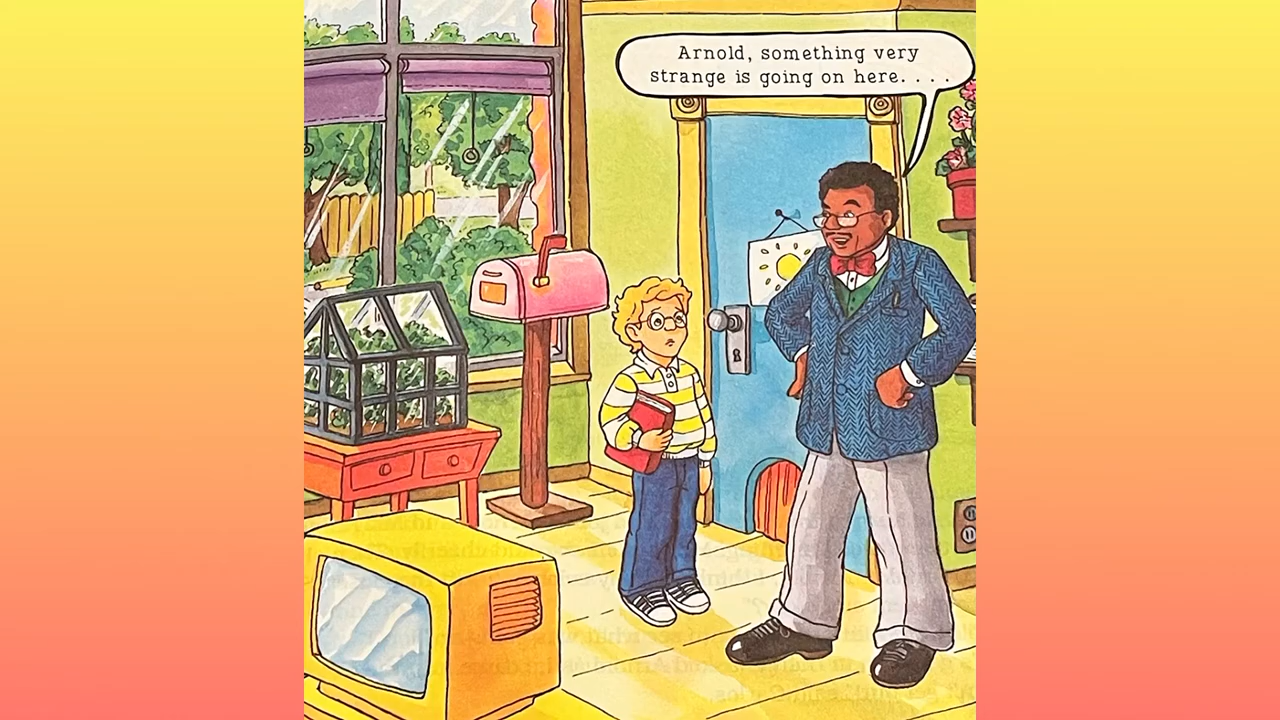 Arnold, something very
strange is going on here. . . .